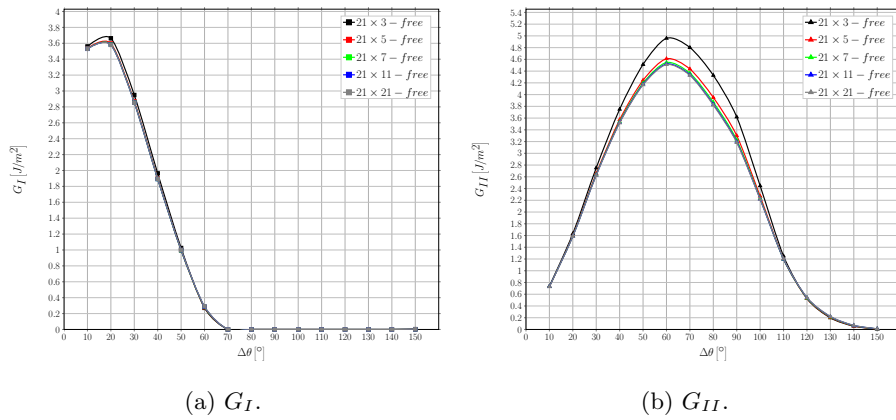 4
3.8
3.6
3.4
3.2
3
2.8
2.6
2.4
2.2
2
1.8
1.6
1.4
1.2
1
0.8
0.6
0.4
0.2
0
G_I [J/m²]
10 20 30 40 50 60 70 80 90 100 110 120 130 140 150
Δθ [°]
21 × 3 − free
21 × 5 − free
21 × 7 − free
21 × 11 − free
21 × 21 − free
(a) G_I.
5.4
5.2
5
4.8
4.6
4.4
4.2
4
3.8
3.6
3.4
3.2
3
2.8
2.6
2.4
2.2
2
1.8
1.6
1.4
1.2
1
0.8
0.6
0.4
0.2
0
G_II [J/m²]
10 20 30 40 50 60 70 80 90 100 110 120 130 140 150
Δθ [°]
21 × 3 − free
21 × 5 − free
21 × 7 − free
21 × 11 − free
21 × 21 − free
(b) G_II.